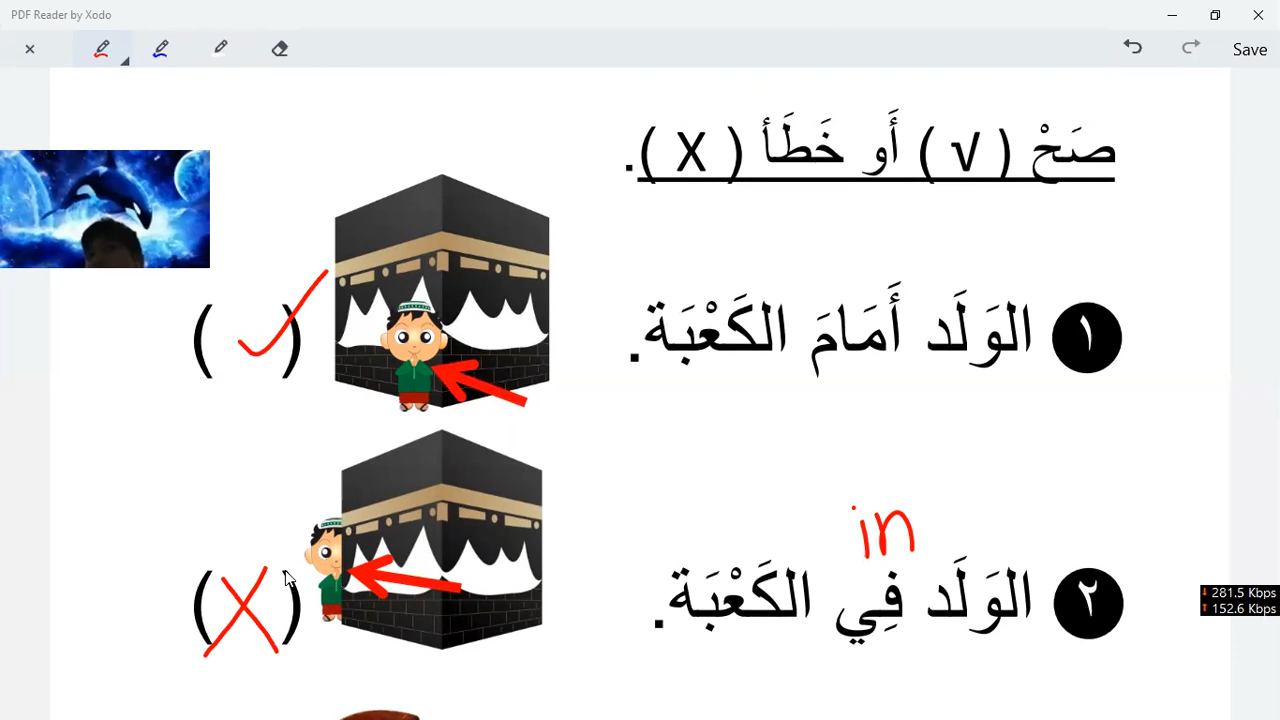 PDF Reader by Xodo
Save
صَحْ ( √ ) أَو خَطَأ ( X ).
١ الوَلَد أَمَامَ الكَعْبَة. ( ✓ )
in
٢ الوَلَد فِي الكَعْبَة. ( X )
↓ 281.5 Kbps
↑ 152.6 Kbps